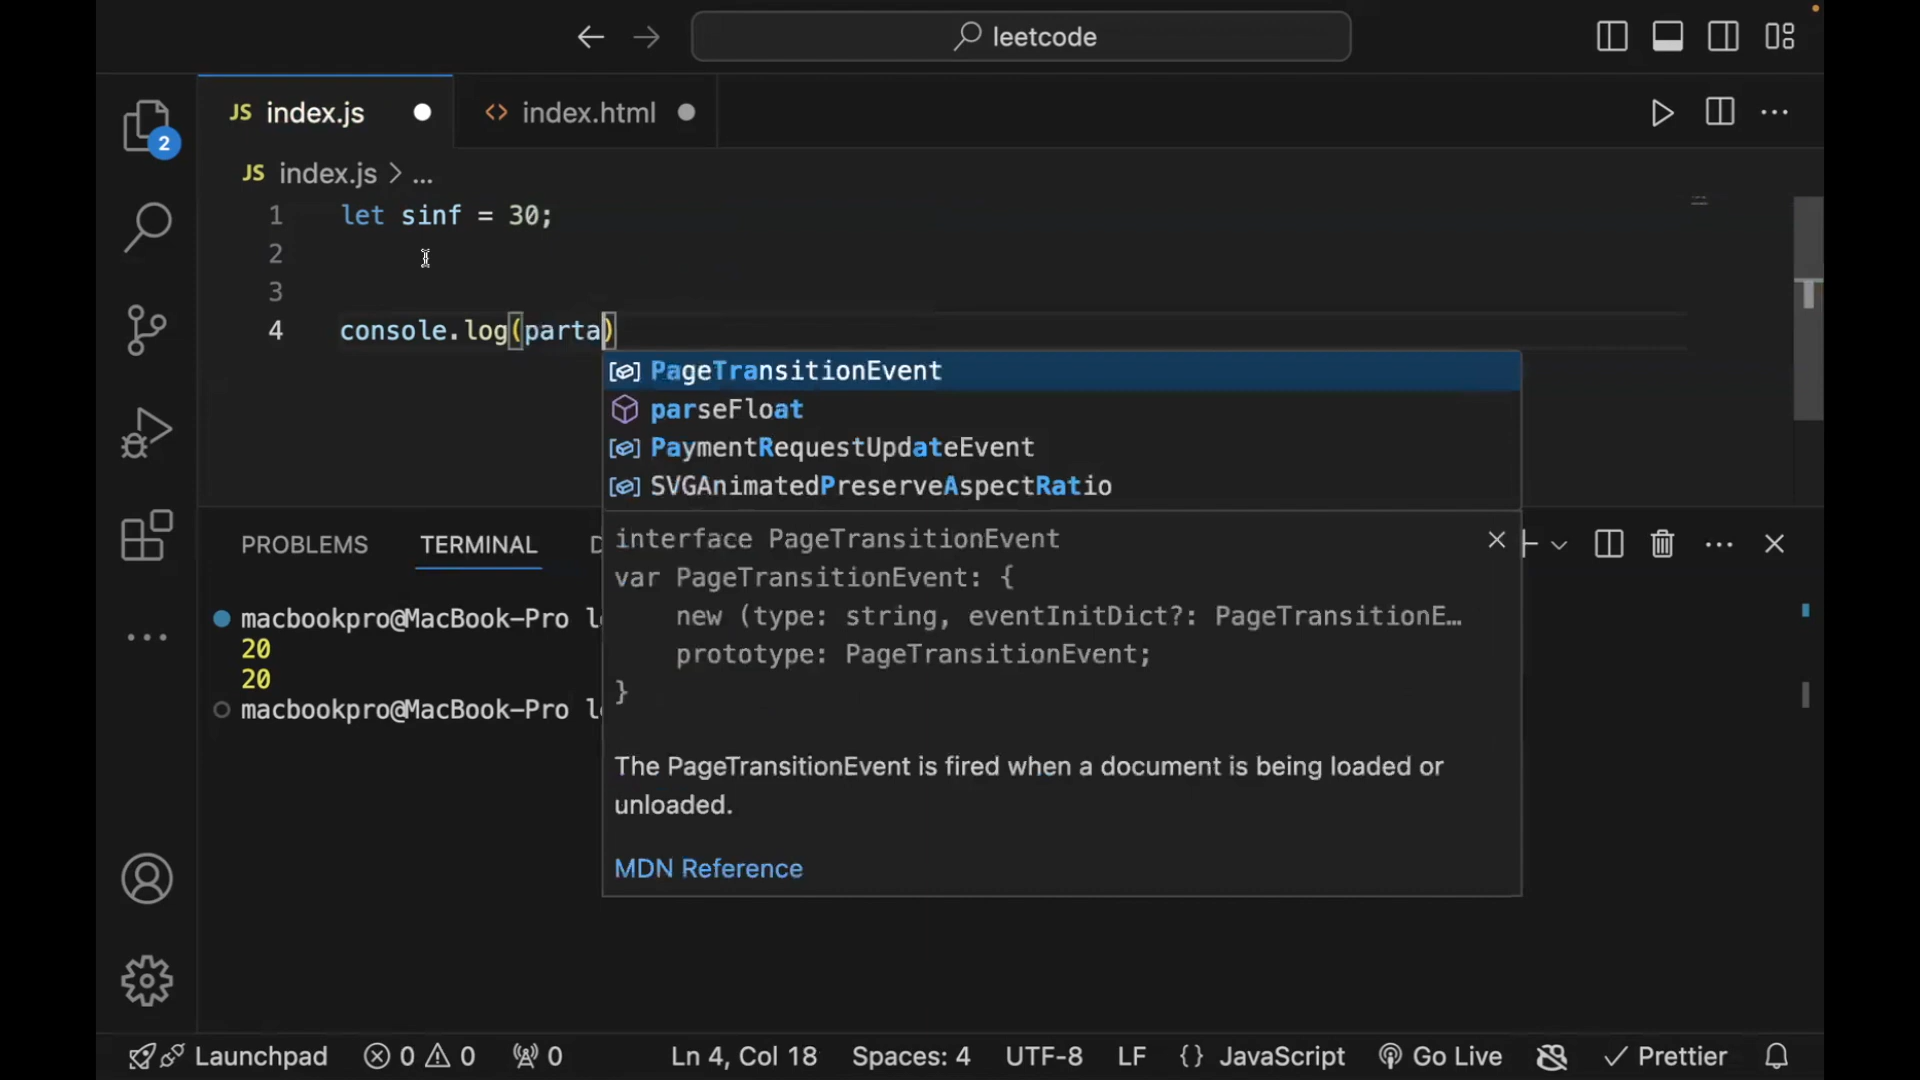 leetcode
JS index.js
<> index.html
2
JS index.js > ...
1 let sinf = 30;
2
3
4 console.log(parta)
PageTransitionEvent
parseFloat
PaymentRequestUpdateEvent
SVGAnimatedPreserveAspectRatio
interface PageTransitionEvent
var PageTransitionEvent: {
new (type: string, eventInitDict?: PageTransitionE…
prototype: PageTransitionEvent;
}
The PageTransitionEvent is fired when a document is being loaded or
unloaded.
MDN Reference
PROBLEMS TERMINAL
macbookpro@MacBook-Pro
20
20
macbookpro@MacBook-Pro
Launchpad 0 0 0 Ln 4, Col 18 Spaces: 4 UTF-8 LF {} JavaScript Go Live Prettier